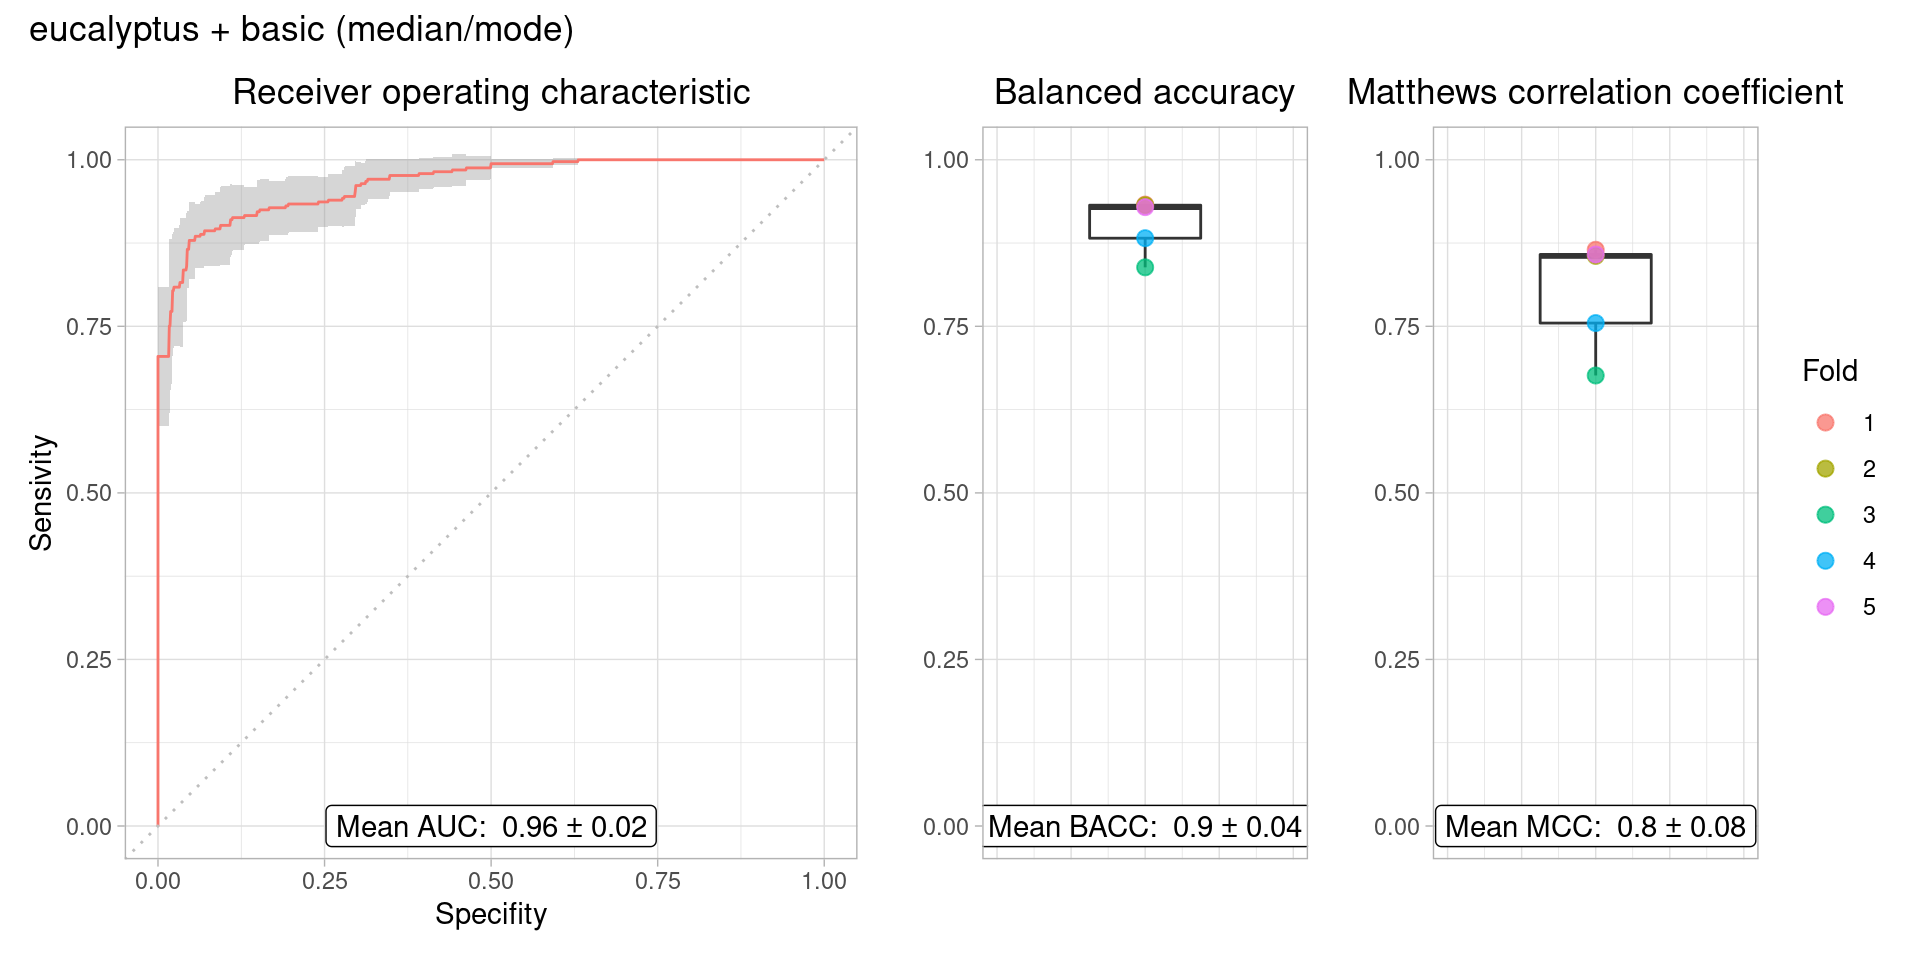 eucalyptus + basic (median/mode)
Receiver operating characteristic
Balanced accuracy
Matthews correlation coefficient
Sensivity
1.00
0.75
0.50
0.25
0.00
Mean AUC: 0.96 ± 0.02
0.00 0.25 0.50 0.75 1.00
Specifity
1.00
0.75
0.50
0.25
0.00
Mean BACC: 0.9 ± 0.04
1.00
0.75
0.50
0.25
0.00
Mean MCC: 0.8 ± 0.08
Fold
1
2
3
4
5